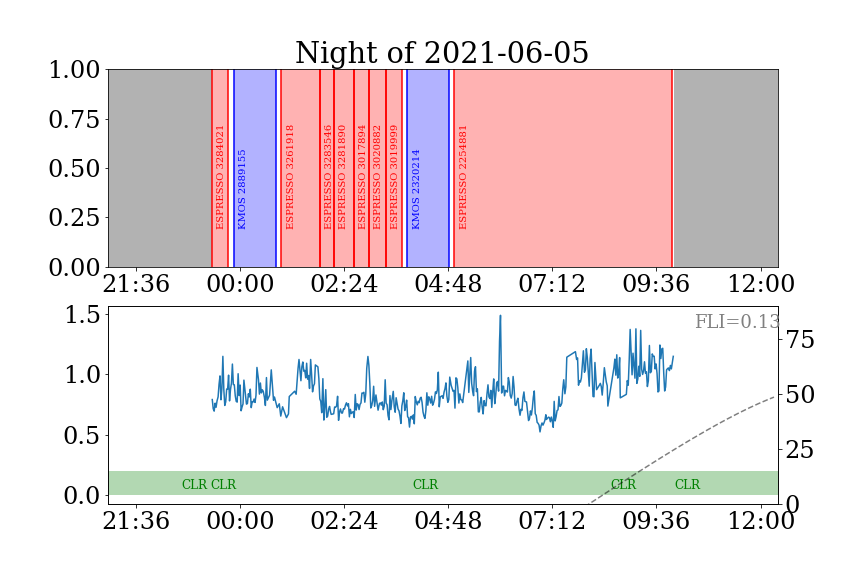 Night of 2021-06-05
1.00
0.75
0.50
0.25
0.00
ESPRESSO 3284021
KMOS 2889155
ESPRESSO 3261918
ESPRESSO 3283546
ESPRESSO 3281890
ESPRESSO 3017894
ESPRESSO 3020882
ESPRESSO 3019999
KMOS 2320214
ESPRESSO 2254881
21:36
00:00
02:24
04:48
07:12
09:36
12:00
1.5
1.0
0.5
0.0
FLI=0.13
75
50
25
0
CLR
CLR
CLR
CLR
CLR
21:36
00:00
02:24
04:48
07:12
09:36
12:00